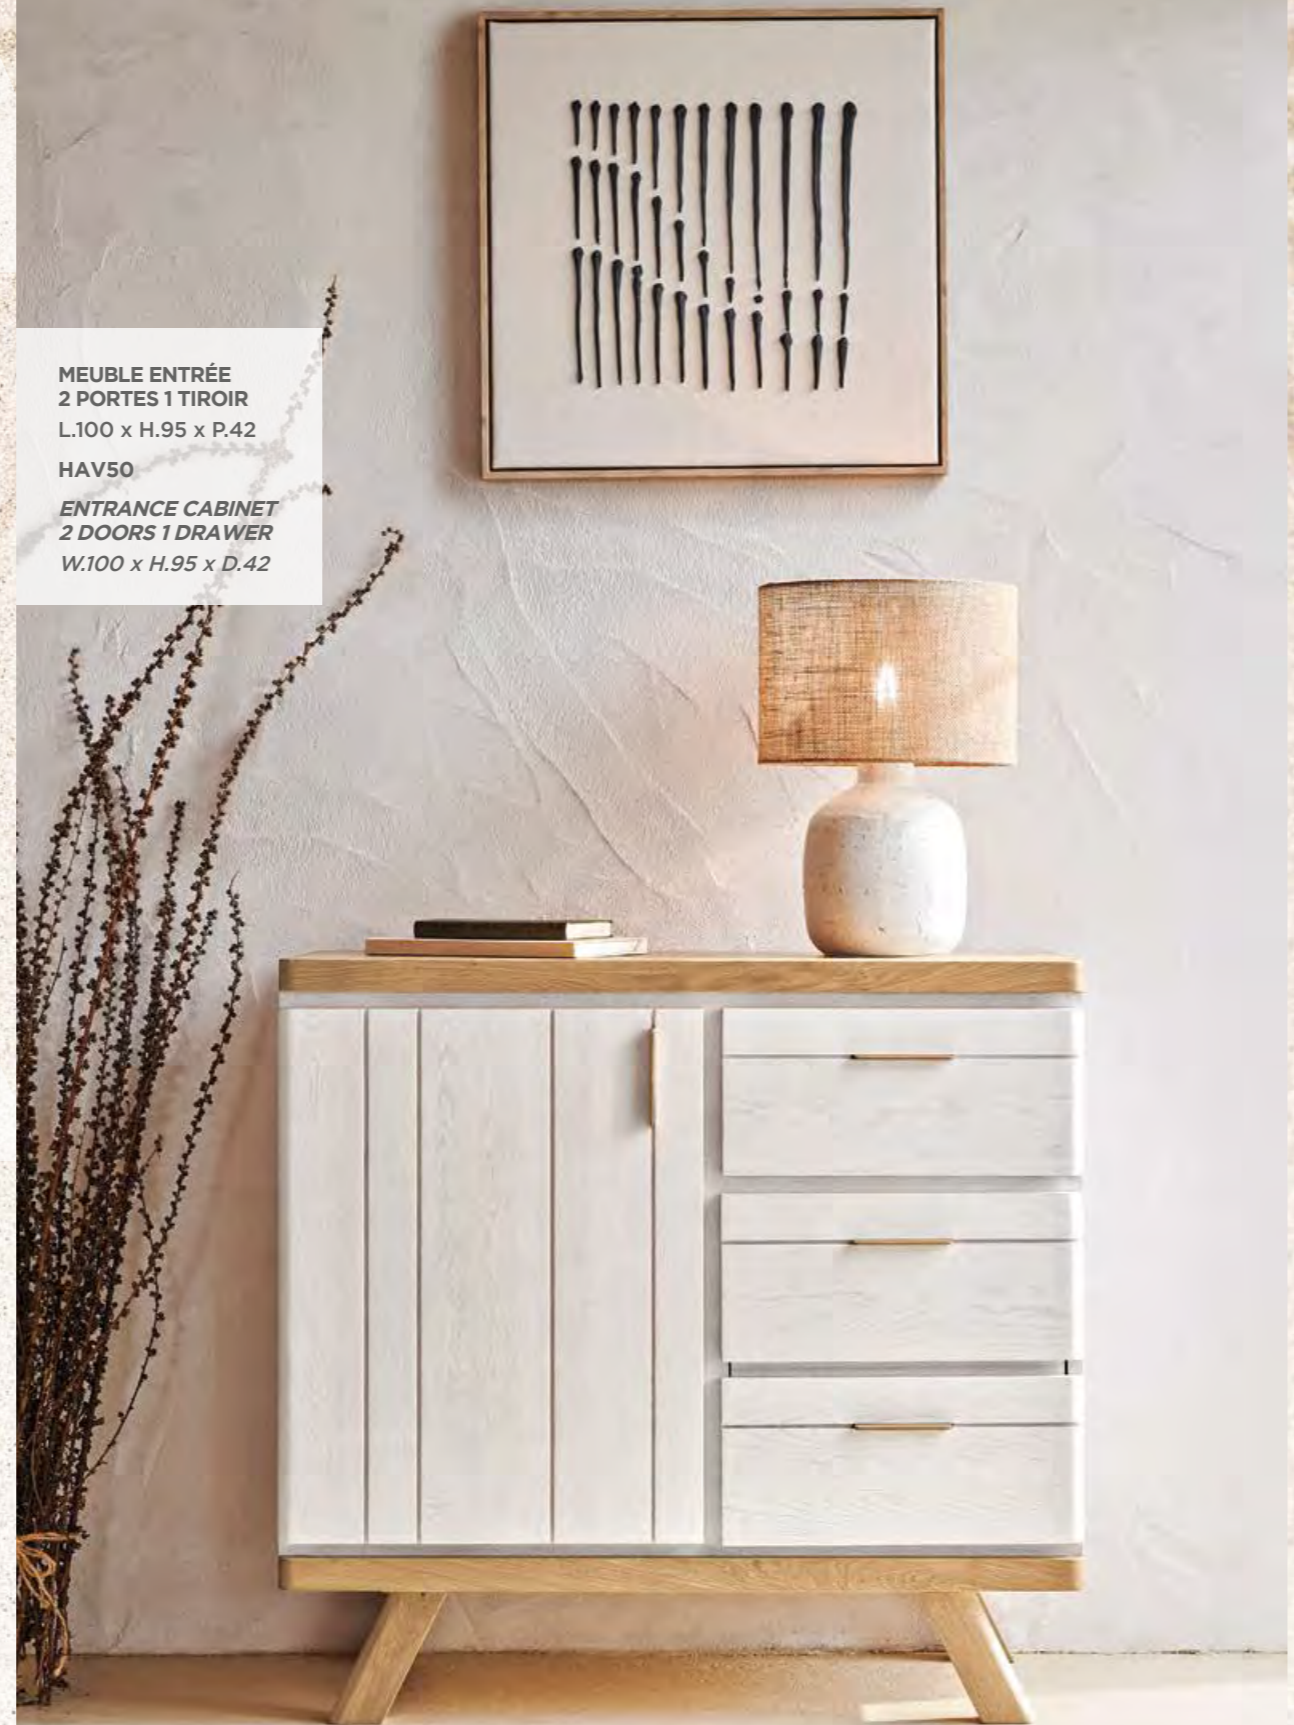 MEUBLE ENTRÉE
2 PORTES 1 TIROIR
L.100 x H.95 x P.42
HAV50
ENTRANCE CABINET
2 DOORS 1 DRAWER
W.100 x H.95 x D.42